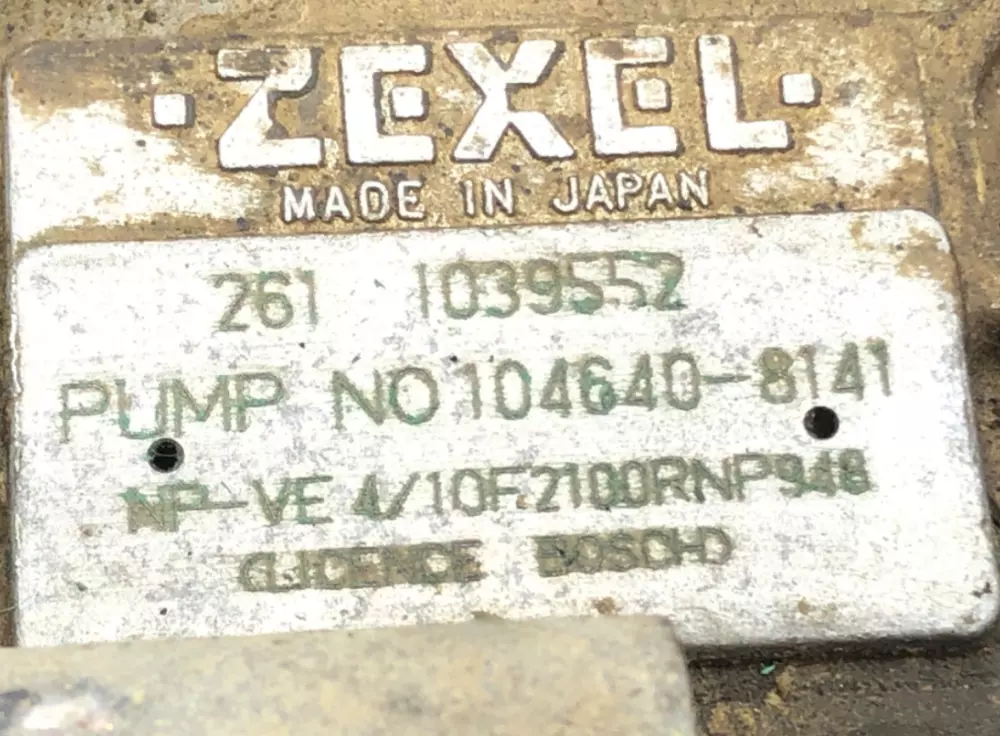 ·ZEXEL·
MADE IN JAPAN
261 1039552
PUMP NO 104640-8141
NP-VE 4/10F2100RNP948
(LICENCE BOSCH)